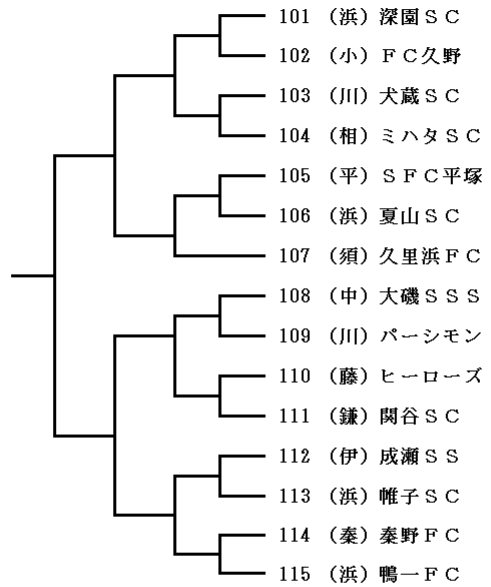 101 （浜）深園ＳＣ
102 （小）ＦＣ久野
103 （川）犬蔵ＳＣ
104 （相）ミハタＳＣ
105 （平）ＳＦＣ平塚
106 （浜）夏山ＳＣ
107 （須）久里浜ＦＣ
108 （中）大磯ＳＳＳ
109 （川）パーシモン
110 （藤）ヒーローズ
111 （鎌）関谷ＳＣ
112 （伊）成瀬ＳＳ
113 （浜）帷子ＳＣ
114 （秦）秦野ＦＣ
115 （浜）鴨一ＦＣ